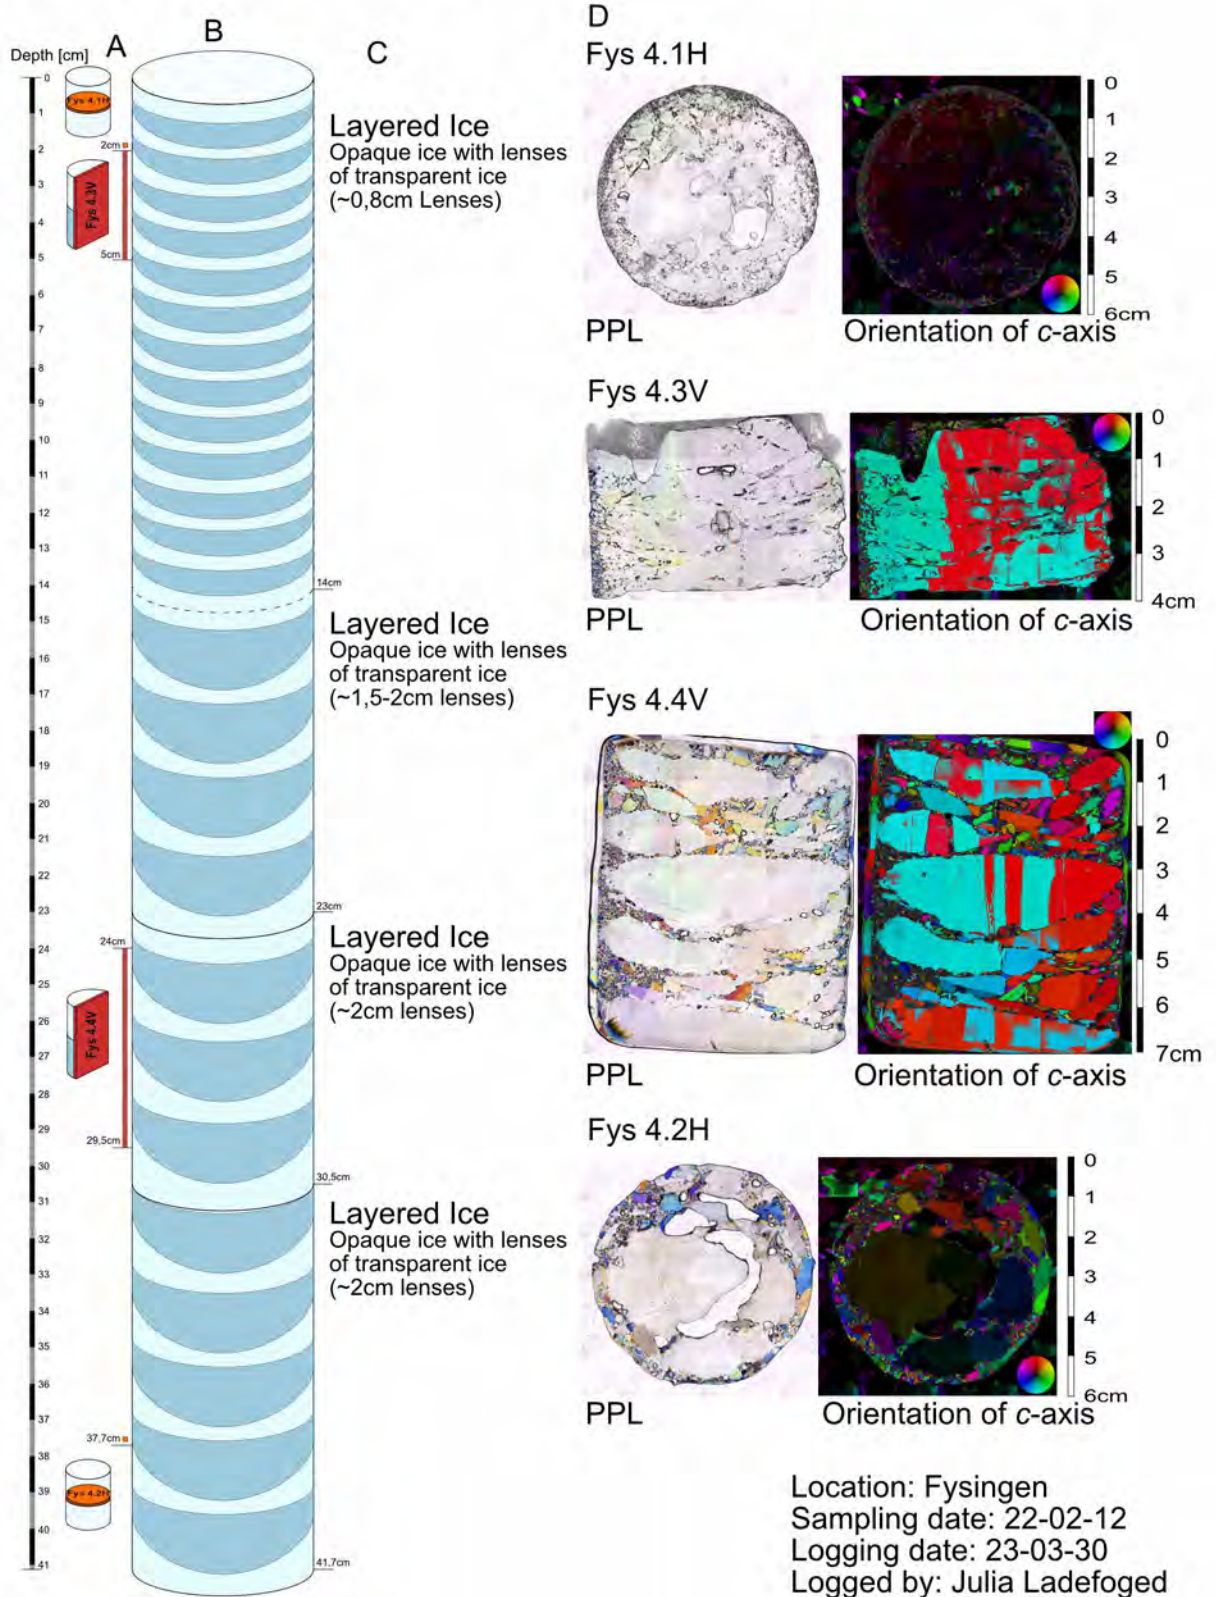 A
B
C
D
Depth [cm]
0
1
2
3
4
5
6
7
8
9
10
11
12
13
14
15
16
17
18
19
20
21
22
23
24
25
26
27
28
29
30
31
32
33
34
35
36
37
38
39
40
41
Fys 4.1H
2cm
Fys 4.3V
5cm
14cm
23cm
24cm
Fys 4.4V
29,5cm
30,5cm
37,7cm
Fys 4.2H
41,7cm
Layered Ice
Opaque ice with lenses
of transparent ice
(~0,8cm Lenses)
Layered Ice
Opaque ice with lenses
of transparent ice
(~1,5-2cm lenses)
Layered Ice
Opaque ice with lenses
of transparent ice
(~2cm lenses)
Layered Ice
Opaque ice with lenses
of transparent ice
(~2cm lenses)
Fys 4.1H
0
1
2
3
4
5
6cm
PPL
Orientation of c-axis
Fys 4.3V
0
1
2
3
4cm
PPL
Orientation of c-axis
Fys 4.4V
0
1
2
3
4
5
6
7cm
PPL
Orientation of c-axis
Fys 4.2H
0
1
2
3
4
5
6cm
PPL
Orientation of c-axis
Location: Fysingen
Sampling date: 22-02-12
Logging date: 23-03-30
Logged by: Julia Ladefoged